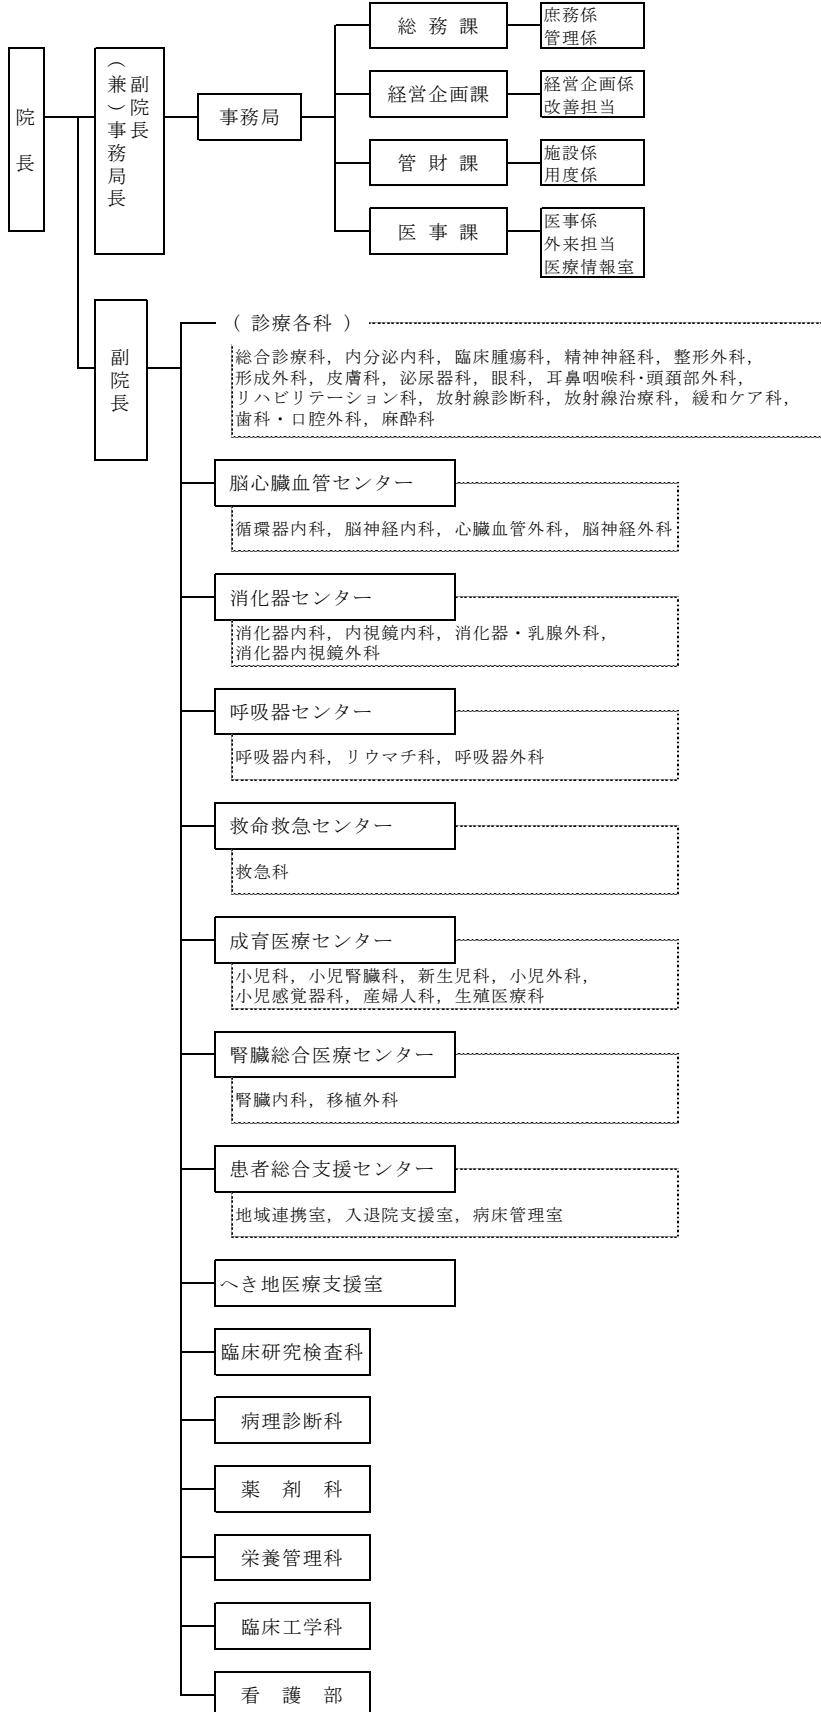 院長
副院長
（兼）事務局長
事務局
総務課
庶務係
管理係
経営企画課
経営企画係
改善担当
管財課
施設係
用度係
医事課
医事係
外来担当
医療情報室
副院長
（診療各科）
総合診療科，内分泌内科，臨床腫瘍科，精神神経科，整形外科，
形成外科，皮膚科，泌尿器科，眼科，耳鼻咽喉科・頭頚部外科，
リハビリテーション科，放射線診断科，放射線治療科，緩和ケア科，
歯科・口腔外科，麻酔科
脳心臓血管センター
循環器内科，脳神経内科，心臓血管外科，脳神経外科
消化器センター
消化器内科，内視鏡内科，消化器・乳腺外科，
消化器内視鏡外科
呼吸器センター
呼吸器内科，リウマチ科，呼吸器外科
救命救急センター
救急科
成育医療センター
小児科，小児腎臓科，新生児科，小児外科，
小児感覚器科，産婦人科，生殖医療科
腎臓総合医療センター
腎臓内科，移植外科
患者総合支援センター
地域連携室，入退院支援室，病床管理室
へき地医療支援室
臨床研究検査科
病理診断科
薬剤科
栄養管理科
臨床工学科
看護部